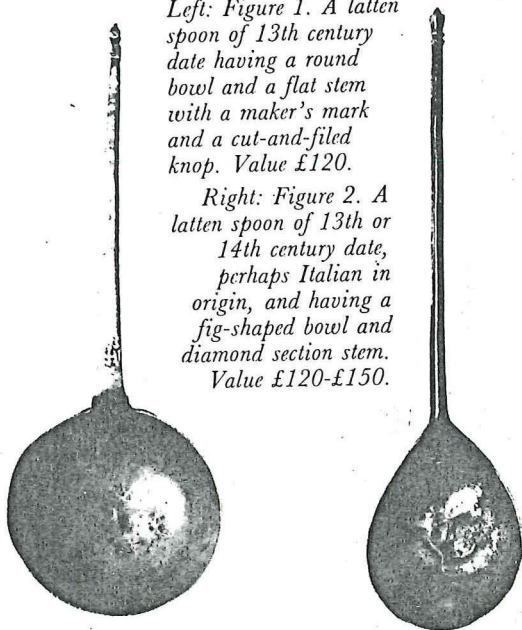 Left: Figure 1. A latten
spoon of 13th century
date having a round
bowl and a flat stem
with a maker's mark
and a cut-and-filed
knop. Value £120.
Right: Figure 2. A
latten spoon of 13th or
14th century date,
perhaps Italian in
origin, and having a
fig-shaped bowl and
diamond section stem.
Value £120-£150.